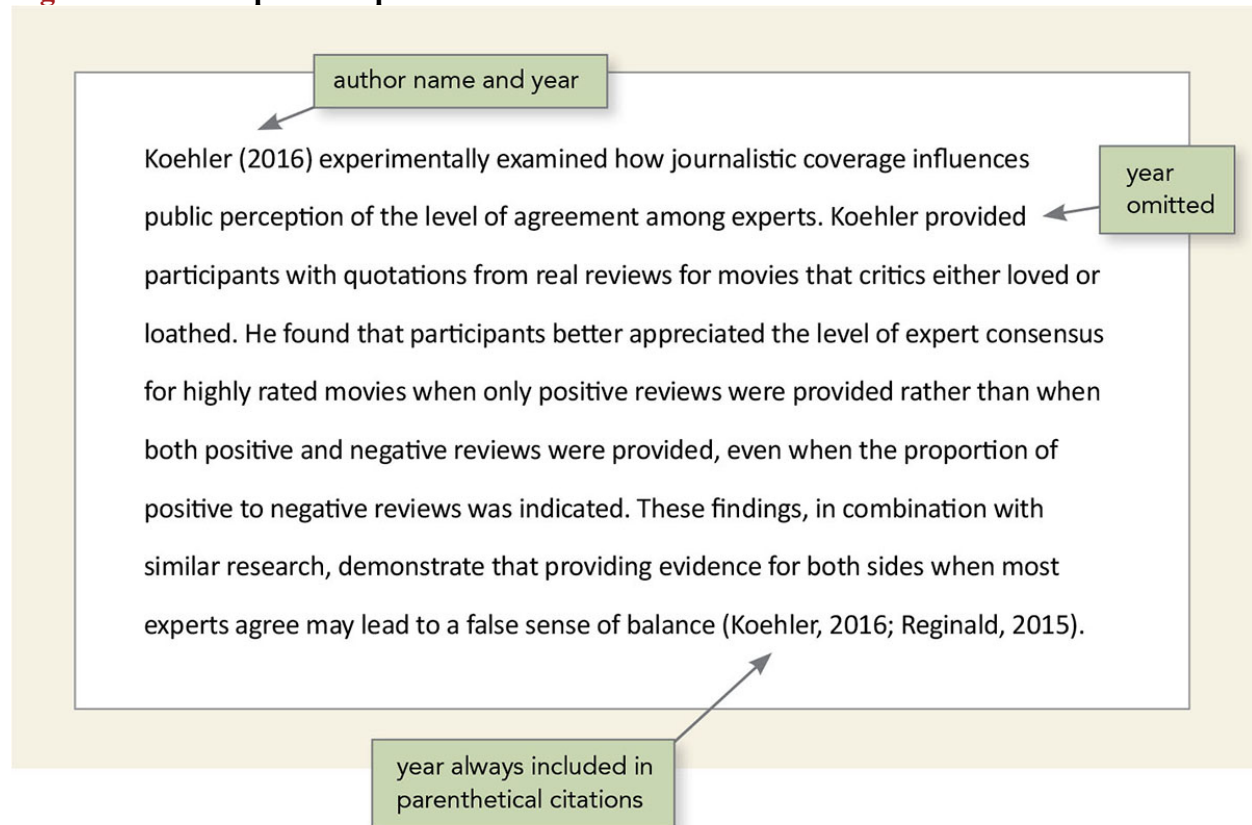 author name and year
Koehler (2016) experimentally examined how journalistic coverage influences
year
omitted
public perception of the level of agreement among experts. Koehler provided
participants with quotations from real reviews for movies that critics either loved or
loathed. He found that participants better appreciated the level of expert consensus
for highly rated movies when only positive reviews were provided rather than when
both positive and negative reviews were provided, even when the proportion of
positive to negative reviews was indicated. These findings, in combination with
similar research, demonstrate that providing evidence for both sides when most
experts agree may lead to a false sense of balance (Koehler, 2016; Reginald, 2015).
year always included in
parenthetical citations